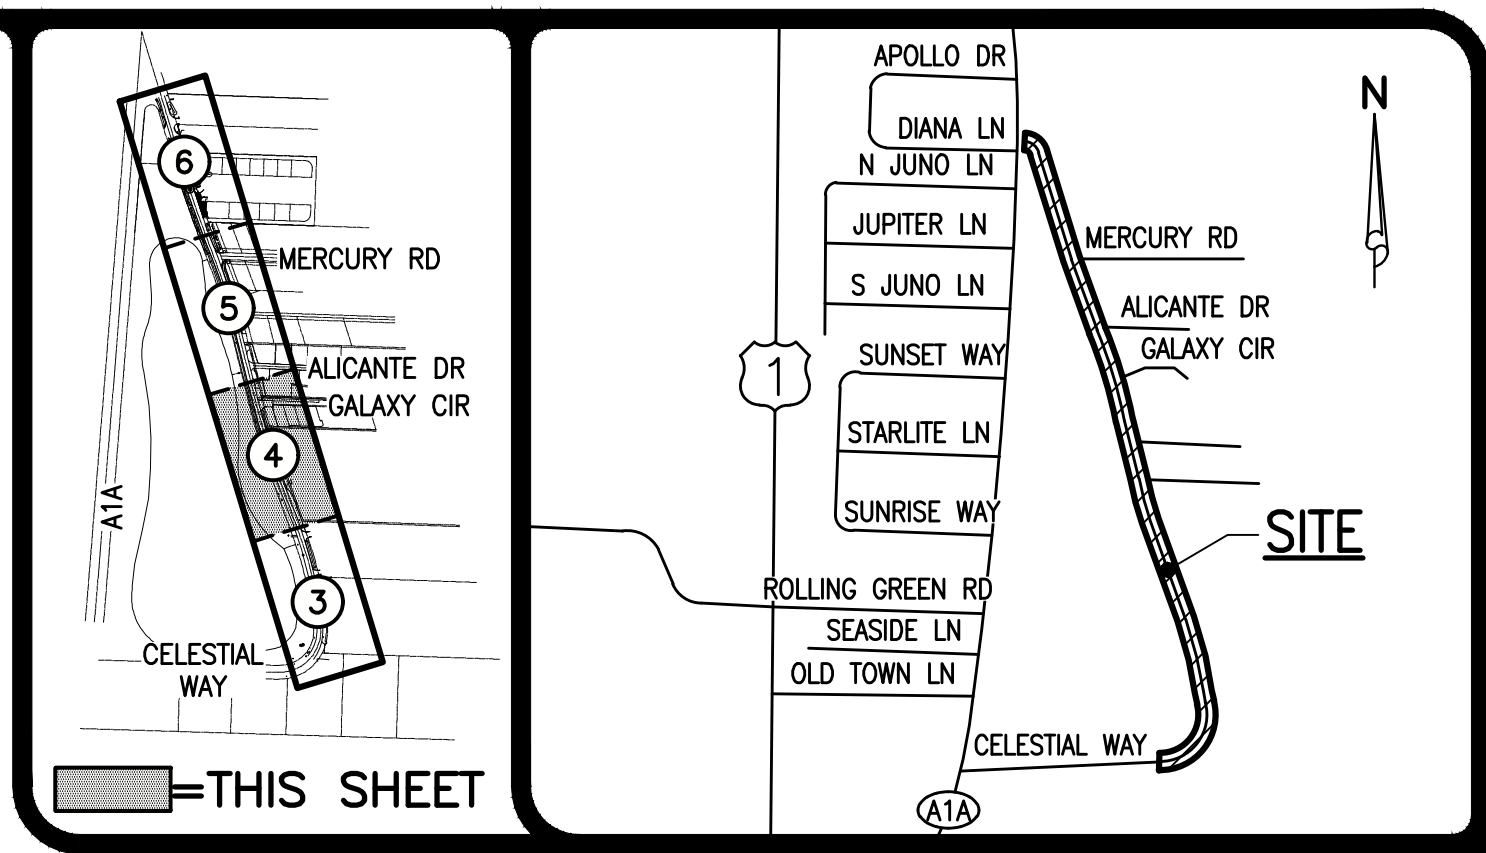 6
MERCURY RD
5
ALICANTE DR
GALAXY CIR
4
A1A
3
CELESTIAL
WAY
=THIS SHEET
APOLLO DR
DIANA LN
N JUNO LN
JUPITER LN
S JUNO LN
SUNSET WAY
1
STARLITE LN
SUNRISE WAY
ROLLING GREEN RD
SEASIDE LN
OLD TOWN LN
CELESTIAL WAY
A1A
N
MERCURY RD
ALICANTE DR
GALAXY CIR
SITE